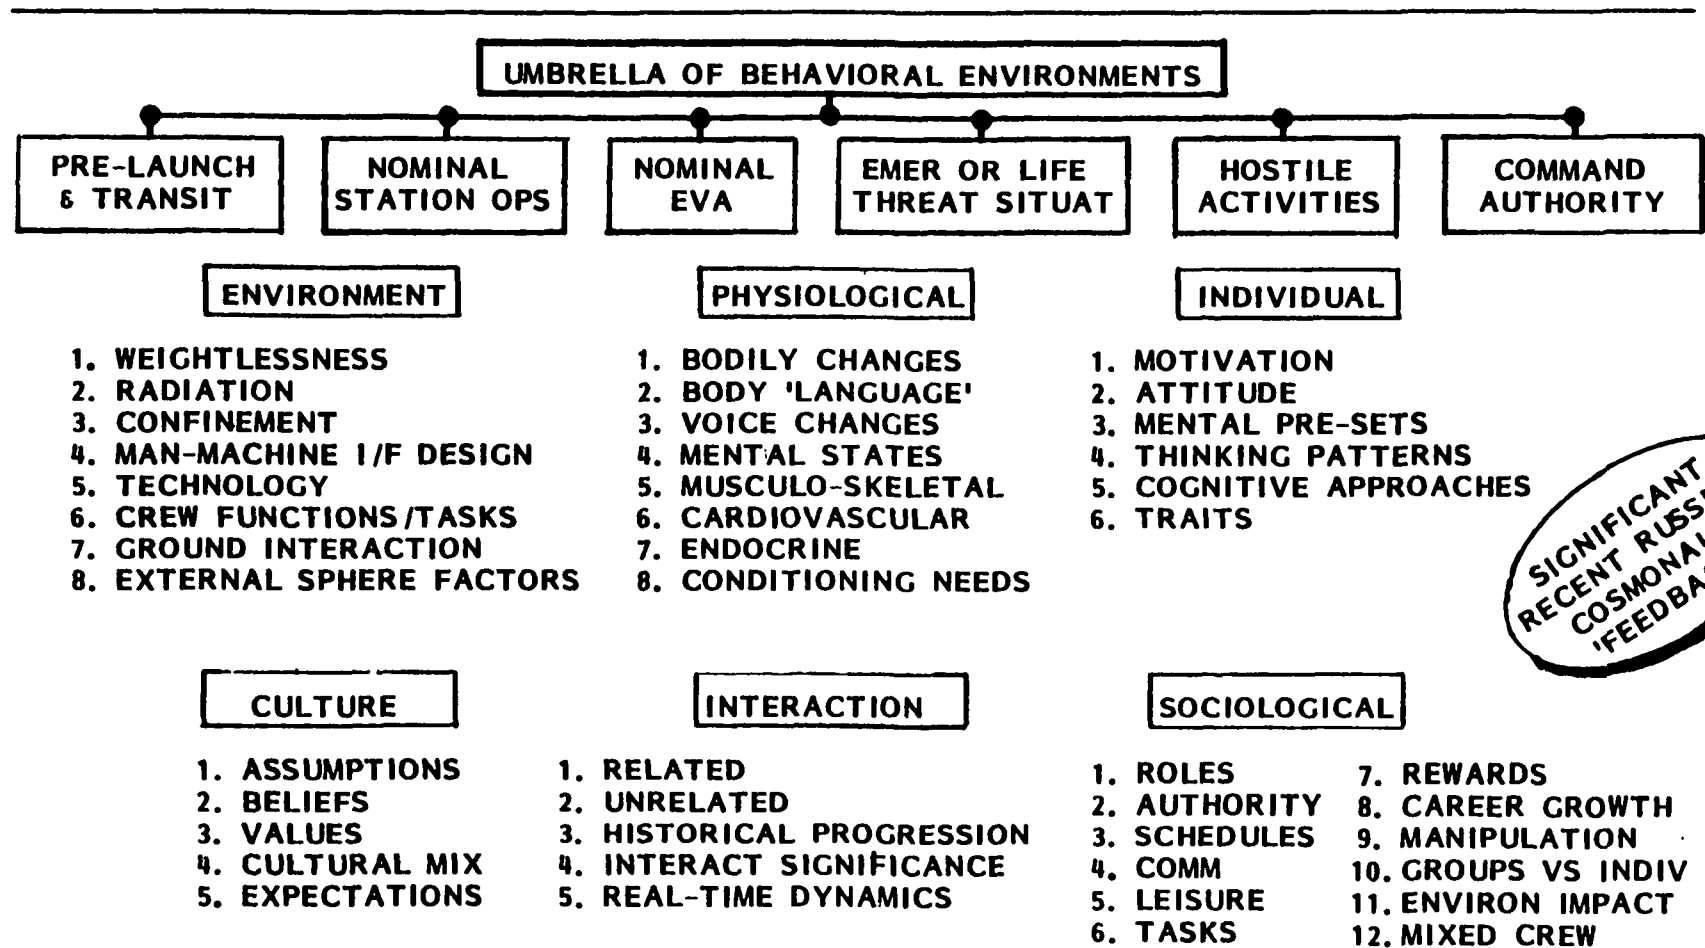 UMBRELLA OF BEHAVIORAL ENVIRONMENTS
PRE-LAUNCH
& TRANSIT
NOMINAL
STATION OPS
NOMINAL
EVA
EMER OR LIFE
THREAT SITUAT
HOSTILE
ACTIVITIES
COMMAND
AUTHORITY
ENVIRONMENT
1. WEIGHTLESSNESS
2. RADIATION
3. CONFINEMENT
4. MAN-MACHINE I/F DESIGN
5. TECHNOLOGY
6. CREW FUNCTIONS/TASKS
7. GROUND INTERACTION
8. EXTERNAL SPHERE FACTORS
PHYSIOLOGICAL
1. BODILY CHANGES
2. BODY 'LANGUAGE'
3. VOICE CHANGES
4. MENTAL STATES
5. MUSCULO-SKELETAL
6. CARDIOVASCULAR
7. ENDOCRINE
8. CONDITIONING NEEDS
INDIVIDUAL
1. MOTIVATION
2. ATTITUDE
3. MENTAL PRE-SETS
4. THINKING PATTERNS
5. COGNITIVE APPROACHES
6. TRAITS
SIGNIFICANT
RECENT
CULTURE
1. ASSUMPTIONS
2. BELIEFS
3. VALUES
4. CULTURAL MIX
5. EXPECTATIONS
INTERACTION
1. RELATED
2. UNRELATED
3. HISTORICAL PROGRESSION
4. INTERACT SIGNIFICANCE
5. REAL-TIME DYNAMICS
SOCIOLOGICAL
1. ROLES
2. AUTHORITY
3. SCHEDULES
4. COMM
5. LEISURE
6. TASKS
7. REWARDS
8. CAREER GROWTH
9. MANIPULATION
10. GROUPS VS INDIV
11. ENVIRON IMPACT
12. MIXED CREW